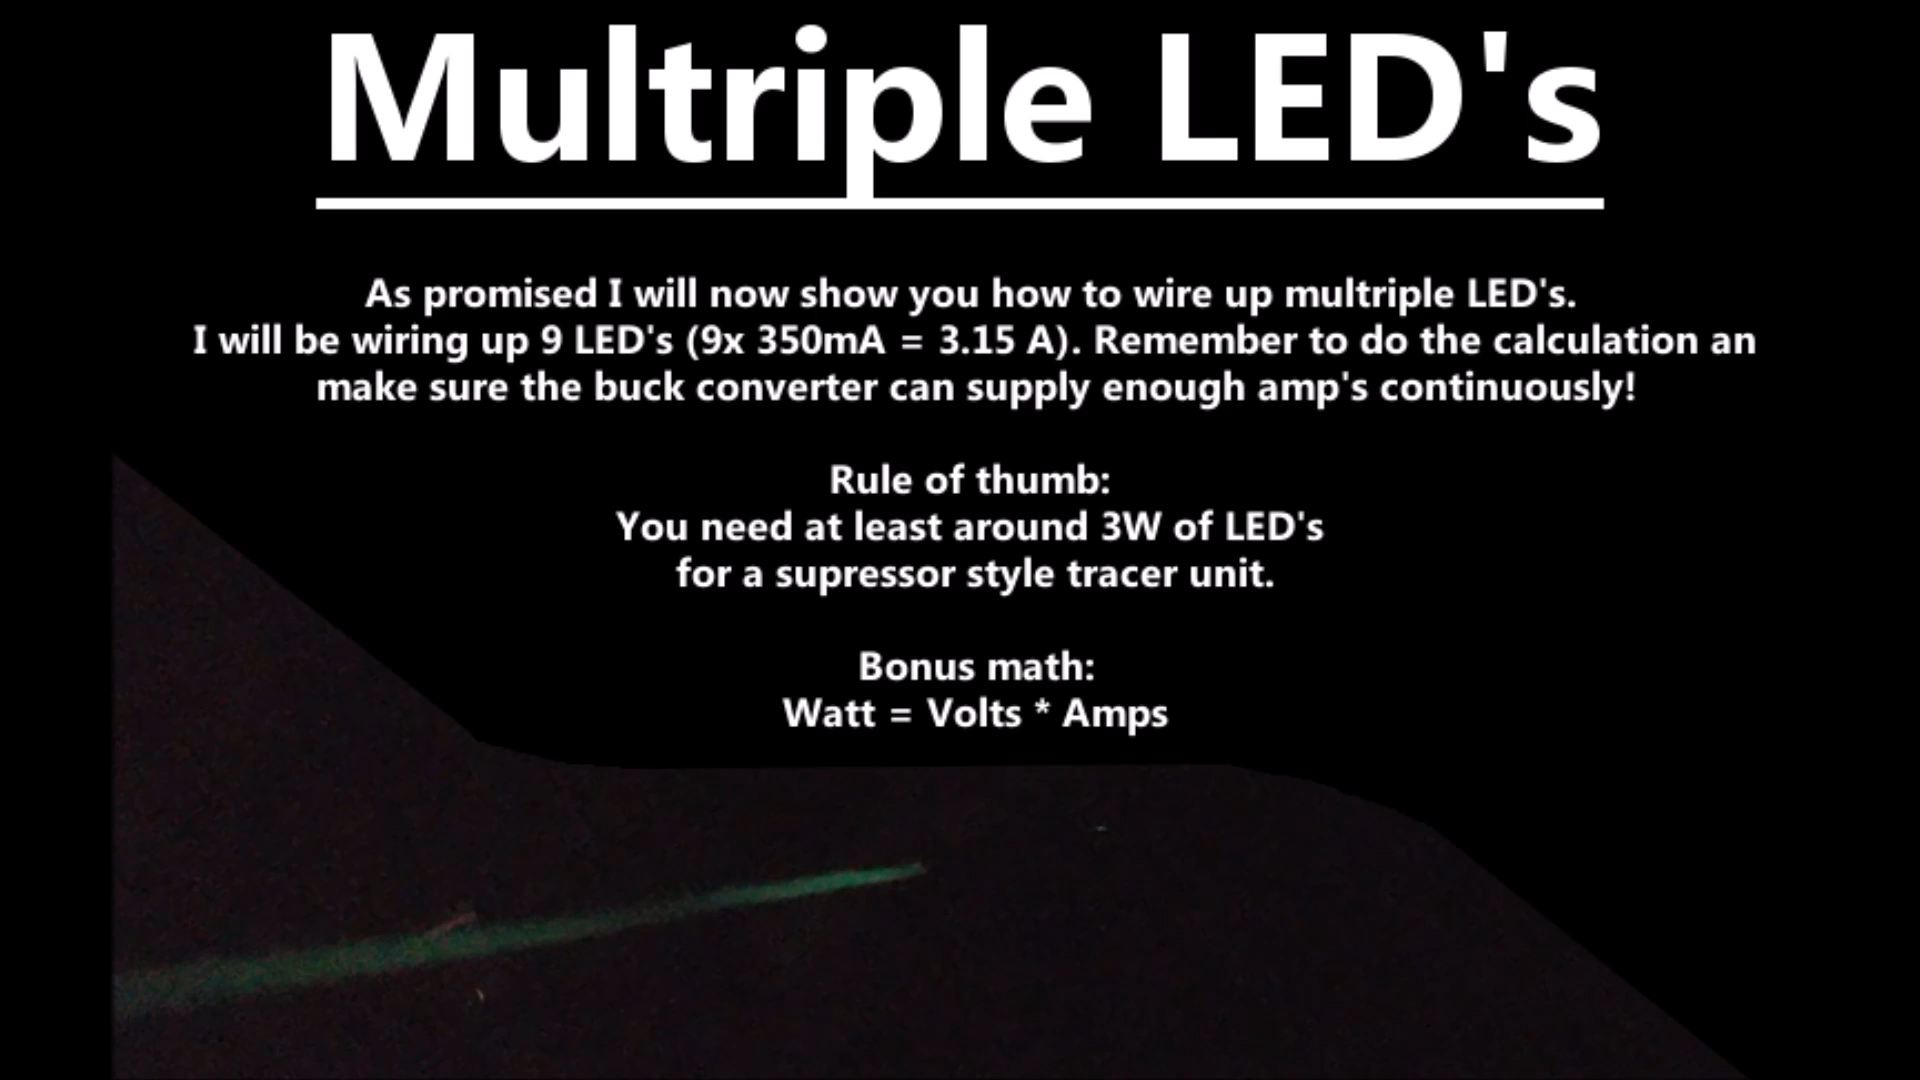 Multriple LED's
As promised I will now show you how to wire up multriple LED's.
I will be wiring up 9 LED's (9x 350mA = 3.15 A). Remember to do the calculation an
make sure the buck converter can supply enough amp's continuously!
Rule of thumb:
You need at least around 3W of LED's
for a supressor style tracer unit.
Bonus math:
Watt = Volts * Amps